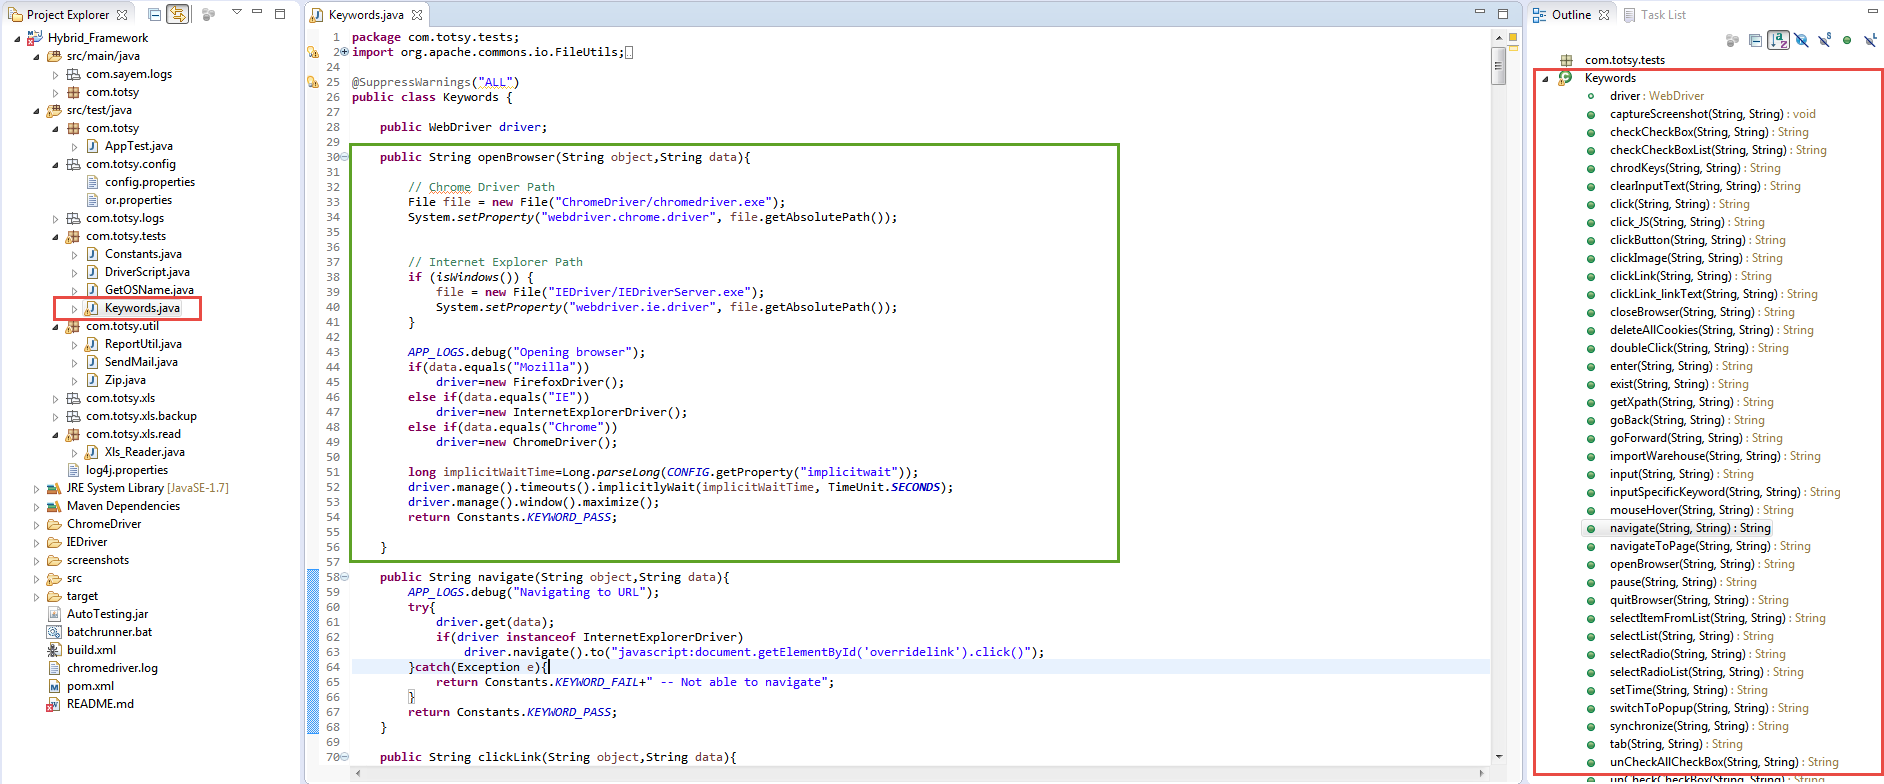 Project Explorer
Hybrid_Framework
src/main/java
com.sayem.logs
com.totsy
src/test/java
com.totsy
AppTest.java
com.totsy.config
config.properties
or.properties
com.totsy.logs
com.totsy.tests
Constants.java
DriverScript.java
GetOSName.java
Keywords.java
com.totsy.util
ReportUtil.java
SendMail.java
Zip.java
com.totsy.xls
com.totsy.xls.backup
com.totsy.xls.read
Xls_Reader.java
log4j.properties
JRE System Library [JavaSE-1.7]
Maven Dependencies
ChromeDriver
IEDriver
screenshots
src
target
AutoTesting.jar
batchrunner.bat
build.xml
chromedriver.log
pom.xml
README.md
Keywords.java
1 package com.totsy.tests;
2 import org.apache.commons.io.FileUtils;
24
25 @SuppressWarnings("ALL")
26 public class Keywords {
27
28 public WebDriver driver;
29
30 public String openBrowser(String object,String data){
31
32 // Chrome Driver Path
33 File file = new File("ChromeDriver/chromedriver.exe");
34 System.setProperty("webdriver.chrome.driver", file.getAbsolutePath());
35
36
37 // Internet Explorer Path
38 if (isWindows()) {
39 file = new File("IEDriver/IEDriverServer.exe");
40 System.setProperty("webdriver.ie.driver", file.getAbsolutePath());
41 }
42
43 APP_LOGS.debug("Opening browser");
44 if(data.equals("Mozilla"))
45 driver=new FirefoxDriver();
46 else if(data.equals("IE"))
47 driver=new InternetExplorerDriver();
48 else if(data.equals("Chrome"))
49 driver=new ChromeDriver();
50
51 long implicitWaitTime=Long.parseLong(CONFIG.getProperty("implicitwait"));
52 driver.manage().timeouts().implicitlyWait(implicitWaitTime, TimeUnit.SECONDS);
53 driver.manage().window().maximize();
54 return Constants.KEYWORD_PASS;
55
56 }
57
58 public String navigate(String object,String data){
59 APP_LOGS.debug("Navigating to URL");
60 try{
61 driver.get(data);
62 if(driver instanceof InternetExplorerDriver)
63 driver.navigate().to("javascript:document.getElementById('overridelink').click()");
64 }catch(Exception e){
65 return Constants.KEYWORD_FAIL+" -- Not able to navigate";
66 }
67 return Constants.KEYWORD_PASS;
68 }
69
70 public String clickLink(String object,String data){
Outline
Task List
com.totsy.tests
Keywords
driver : WebDriver
captureScreenshot(String, String) : void
checkCheckBox(String, String) : String
checkCheckBoxList(String, String) : String
chrodKeys(String, String) : String
clearInputText(String, String) : String
click(String, String) : String
click_JS(String, String) : String
clickButton(String, String) : String
clickImage(String, String) : String
clickLink(String, String) : String
clickLink_linkText(String, String) : String
closeBrowser(String, String) : String
deleteAllCookies(String, String) : String
doubleClick(String, String) : String
enter(String, String) : String
exist(String, String) : String
getXpath(String, String) : String
goBack(String, String) : String
goForward(String, String) : String
importWarehouse(String, String) : String
input(String, String) : String
inputSpecificKeyword(String, String) : String
mouseHover(String, String) : String
navigate(String, String) : String
navigateToPage(String, String) : String
openBrowser(String, String) : String
pause(String, String) : String
quitBrowser(String, String) : String
selectItemFromList(String, String) : String
selectList(String, String) : String
selectRadio(String, String) : String
selectRadioList(String, String) : String
setTime(String, String) : String
switchToPopup(String, String) : String
synchronize(String, String) : String
tab(String, String) : String
unCheckAllCheckBox(String, String) : String
unCheckCheckBox(String, String) : String